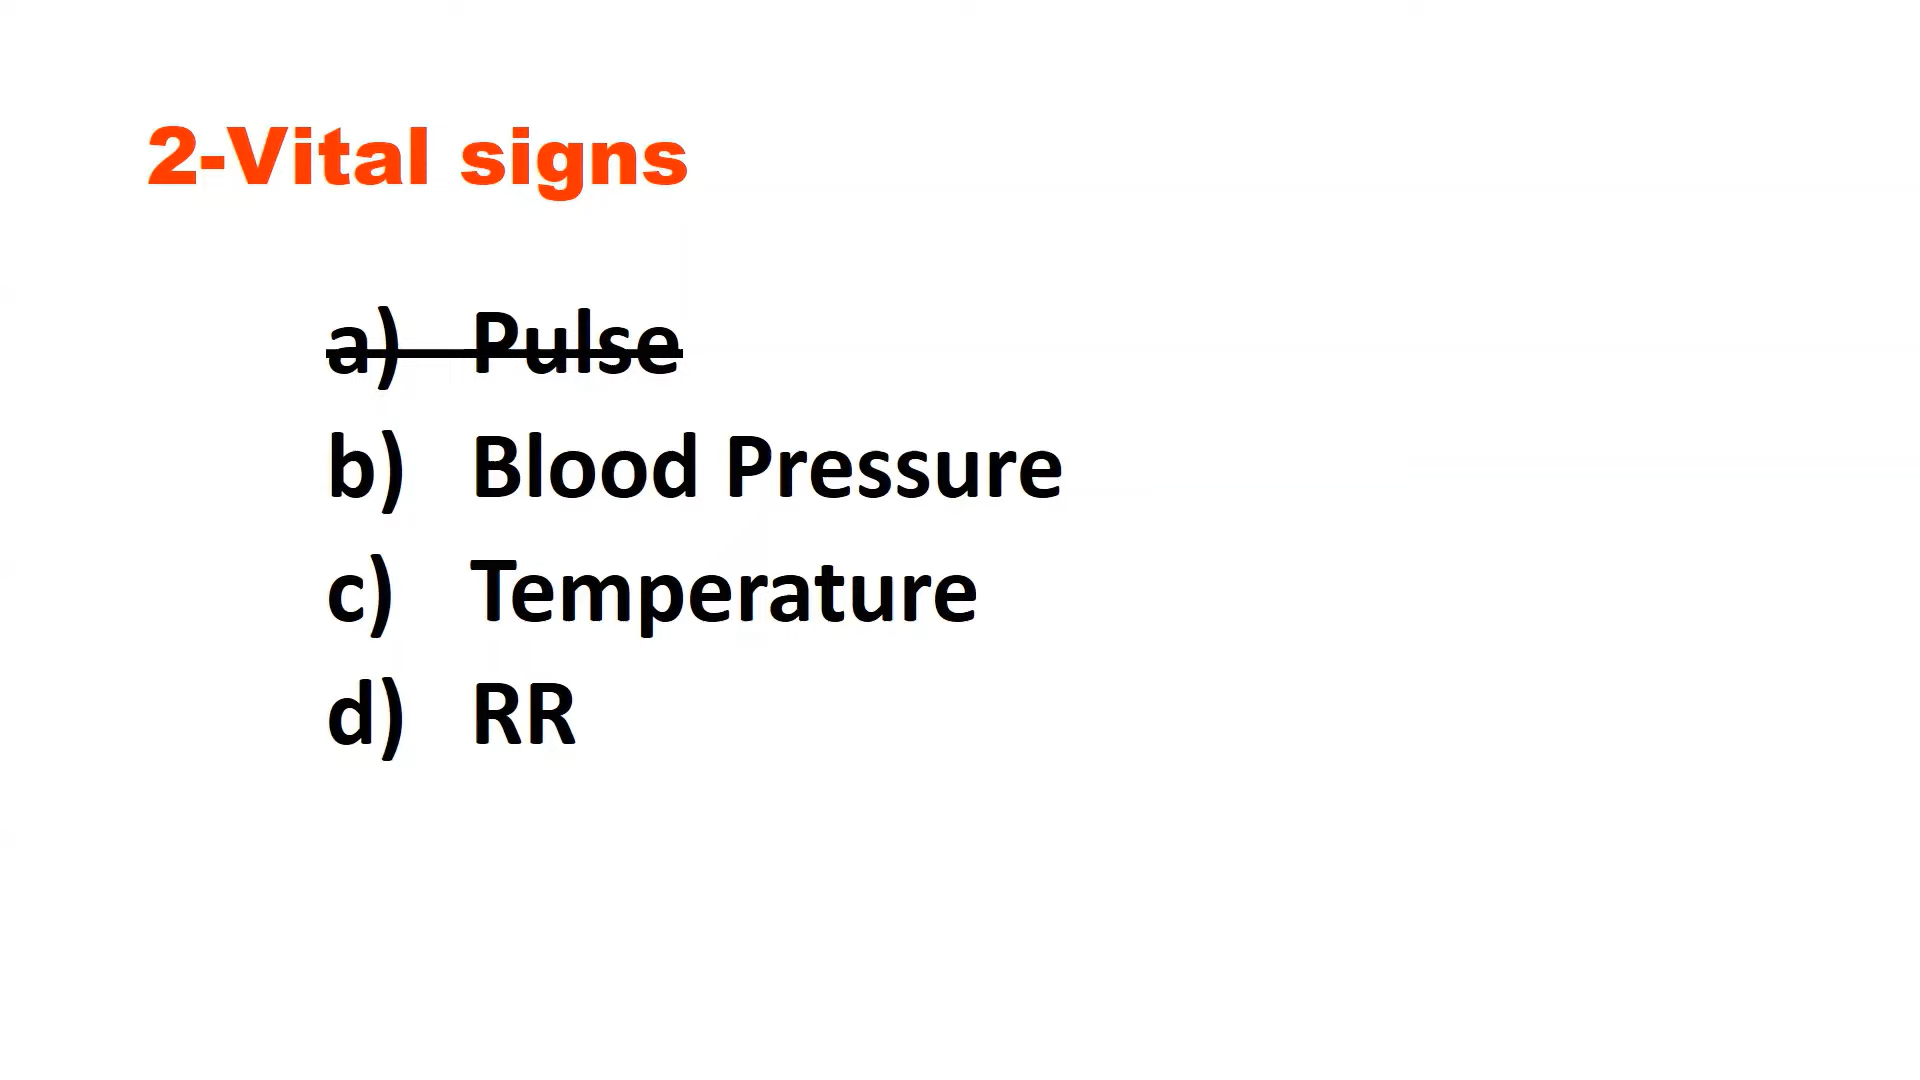 2-Vital signs
a) Pulse
b) Blood Pressure
c) Temperature
d) RR